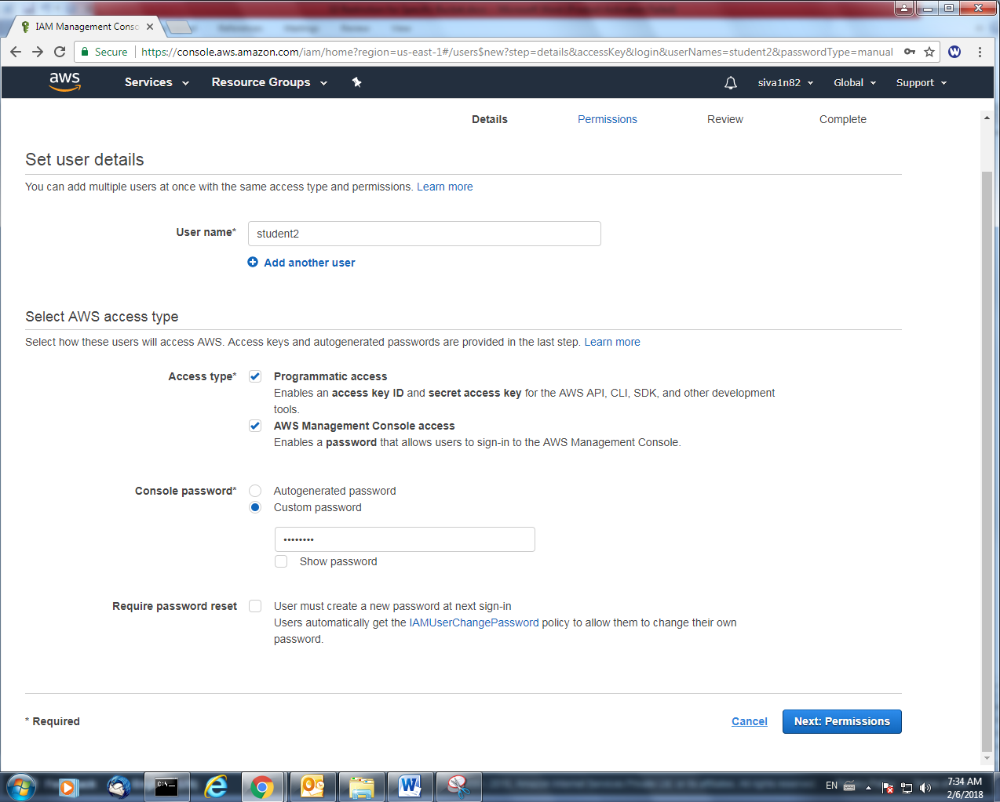 IAM Management Consc
Secure
https://console.aws.amazon.com/iam/home?region=us-east-1#/users$new?step=details&accessKey&login&userNames=student2&passwordType=manual
aws
Services
Resource Groups
siva1n82
Global
Support
Details
Permissions
Review
Complete
Set user details
You can add multiple users at once with the same access type and permissions. Learn more
User name*
student2
Add another user
Select AWS access type
Select how these users will access AWS. Access keys and autogenerated passwords are provided in the last step. Learn more
Access type*
Programmatic access
Enables an access key ID and secret access key for the AWS API, CLI, SDK, and other development
tools.
AWS Management Console access
Enables a password that allows users to sign-in to the AWS Management Console.
Console password*
Autogenerated password
Custom password
••••••••
Show password
Require password reset
User must create a new password at next sign-in
Users automatically get the IAMUserChangePassword policy to allow them to change their own
password.
* Required
Cancel
Next: Permissions
EN
7:34 AM
2/6/2018